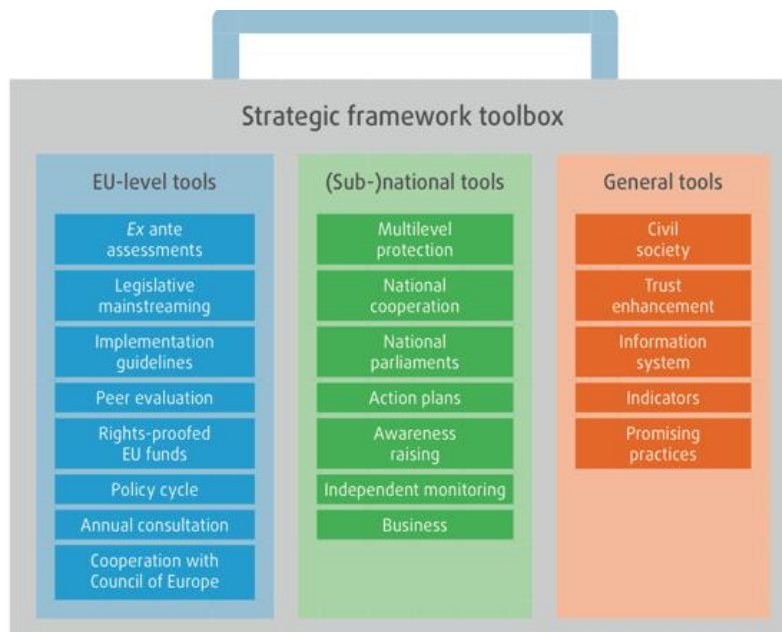 Strategic framework toolbox
EU-level tools
Ex ante
assessments
Legislative
mainstreaming
Implementation
guidelines
Peer evaluation
Rights-proofed
EU funds
Policy cycle
Annual consultation
Cooperation with
Council of Europe
(Sub-)national tools
Multilevel
protection
National
cooperation
National
parliaments
Action plans
Awareness
raising
Independent monitoring
Business
General tools
Civil
society
Trust
enhancement
Information
system
Indicators
Promising
practices